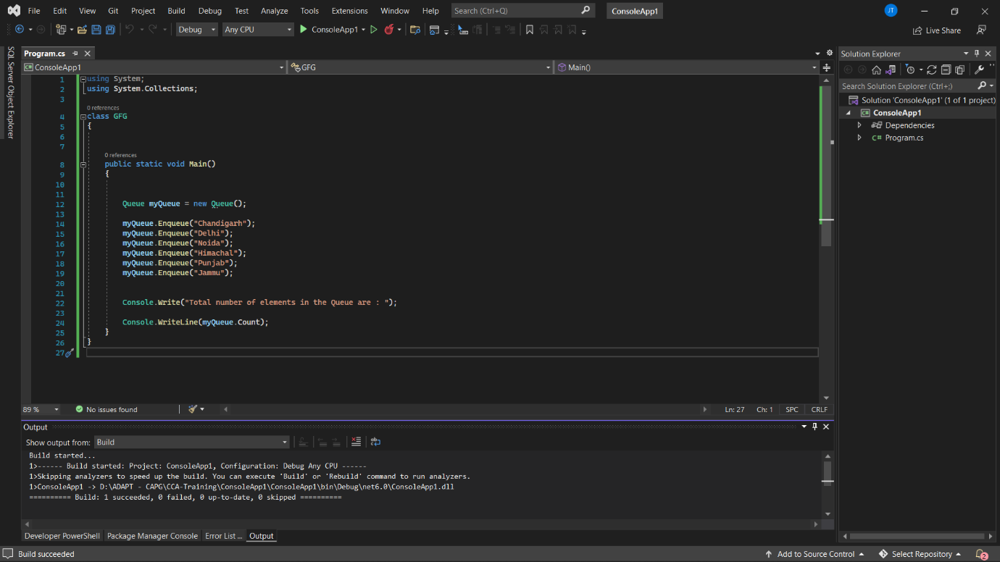 File Edit View Git Project Build Debug Test Analyze Tools Extensions Window Help Search (Ctrl+Q) ConsoleApp1 JT
Debug Any CPU ConsoleApp1 Live Share
SQL Server Object Explorer
Program.cs
ConsoleApp1 GFG Main()
1 using System;
2 using System.Collections;
3
0 references
4 class GFG
5 {
6
7
0 references
8 public static void Main()
9 {
10
11
12 Queue myQueue = new Queue();
13
14 myQueue.Enqueue("Chandigarh");
15 myQueue.Enqueue("Delhi");
16 myQueue.Enqueue("Noida");
17 myQueue.Enqueue("Himachal");
18 myQueue.Enqueue("Punjab");
19 myQueue.Enqueue("Jammu");
20
21
22 Console.Write("Total number of elements in the Queue are : ");
23
24 Console.WriteLine(myQueue.Count);
25 }
26 }
27
89 % No issues found Ln: 27 Ch: 1 SPC CRLF
Output
Show output from: Build
Build started...
1>------ Build started: Project: ConsoleApp1, Configuration: Debug Any CPU ------
1>Skipping analyzers to speed up the build. You can execute 'Build' or 'Rebuild' command to run analyzers.
1>ConsoleApp1 -> D:\ADAPT - CAPG\CCA-Training\ConsoleApp1\ConsoleApp1\bin\Debug\net6.0\ConsoleApp1.dll
========== Build: 1 succeeded, 0 failed, 0 up-to-date, 0 skipped ==========
Developer PowerShell Package Manager Console Error List ... Output
Solution Explorer
Search Solution Explorer (Ctrl+;)
Solution 'ConsoleApp1' (1 of 1 project)
C# ConsoleApp1
Dependencies
C# Program.cs
Build succeeded Add to Source Control Select Repository 2